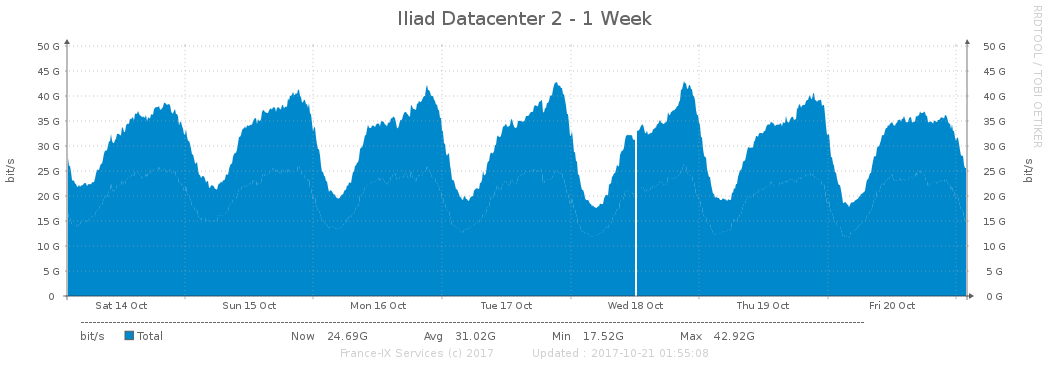 Iliad Datacenter 2 - 1 Week
RRDTOOL / TOBI OETIKER
bit/s
bit/s
50 G 50 G
45 G 45 G
40 G 40 G
35 G 35 G
30 G 30 G
25 G 25 G
20 G 20 G
15 G 15 G
10 G 10 G
5 G 5 G
0 0 G
Sat 14 Oct Sun 15 Oct Mon 16 Oct Tue 17 Oct Wed 18 Oct Thu 19 Oct Fri 20 Oct
bit/s Total Now 24.69G Avg 31.02G Min 17.52G Max 42.92G
France-IX Services (c) 2017 Updated : 2017-10-21 01:55:08